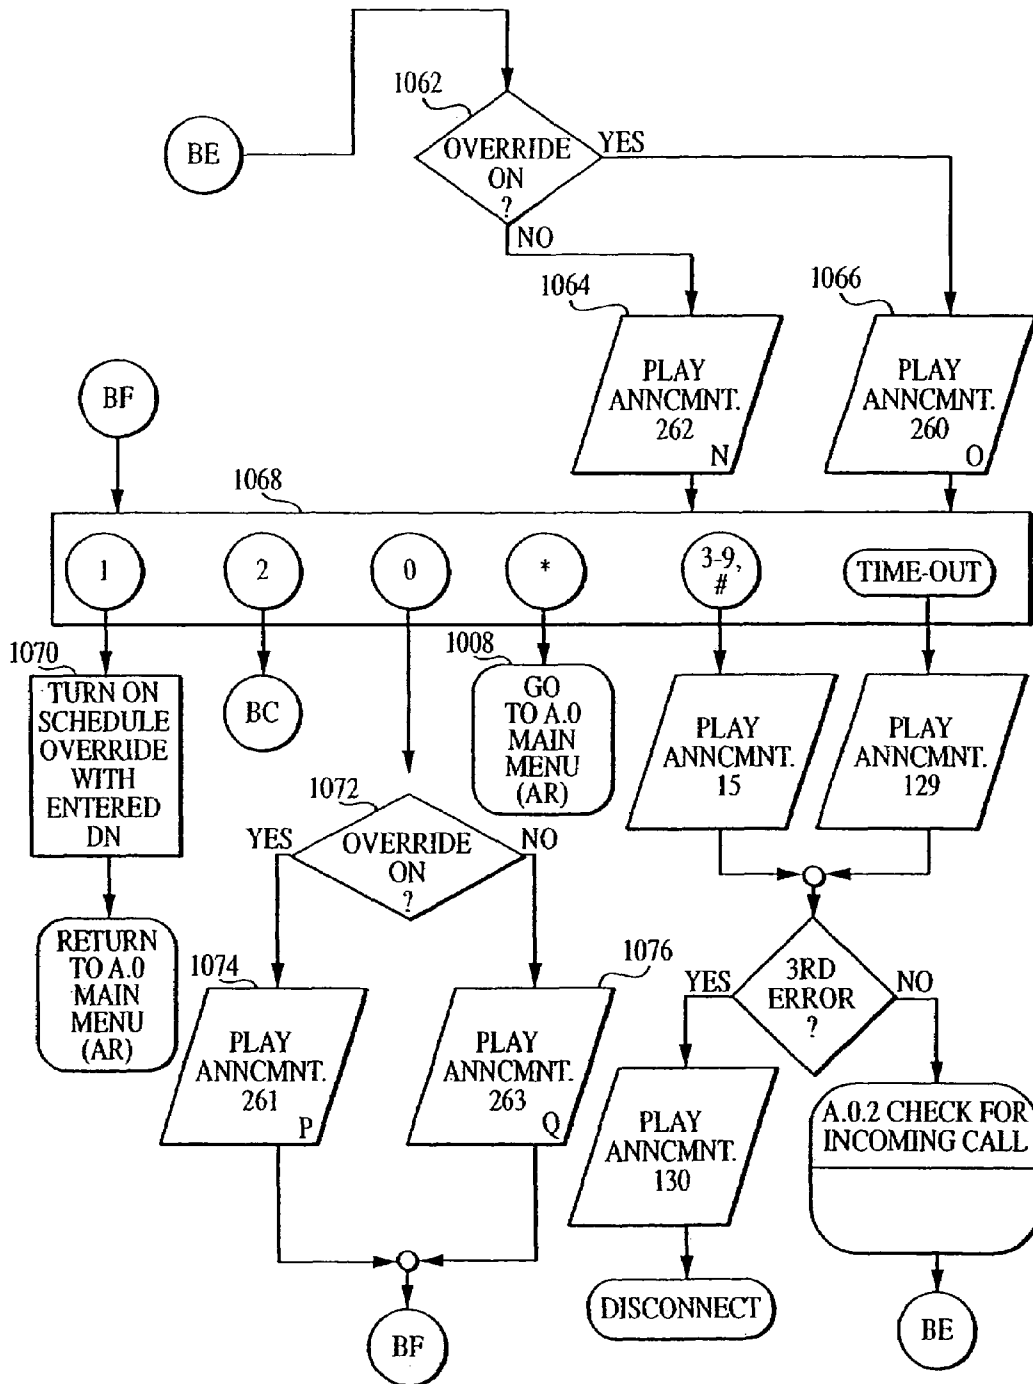 1062
BE
OVERRIDE
ON
?
YES
NO
1064
1066
PLAY
ANNCMNT.
262
N
PLAY
ANNCMNT.
260
O
BF
1068
1
2
0
*
3-9,
#
TIME-OUT
1070
TURN ON
SCHEDULE
OVERRIDE
WITH
ENTERED
DN
BC
1008
GO
TO A.0
MAIN
MENU
(AR)
PLAY
ANNCMNT.
15
PLAY
ANNCMNT.
129
1072
YES
OVERRIDE
ON
?
NO
RETURN
TO A.0
MAIN
MENU
(AR)
1074
PLAY
ANNCMNT.
261
P
1076
PLAY
ANNCMNT.
263
Q
YES
3RD
ERROR
?
NO
PLAY
ANNCMNT.
130
A.0.2 CHECK FOR
INCOMING CALL
DISCONNECT
BF
BE